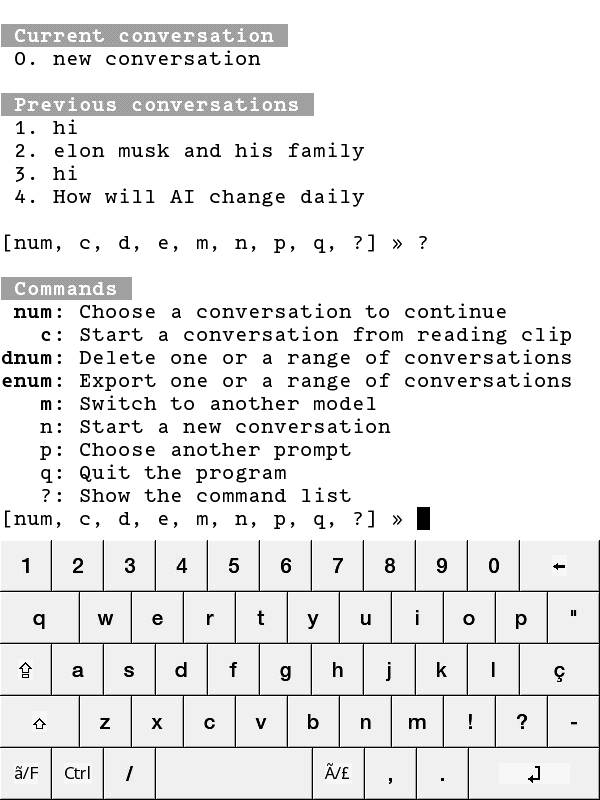 Current conversation
0. new conversation
Previous conversations
1. hi
2. elon musk and his family
3. hi
4. How will AI change daily
[num, c, d, e, m, n, p, q, ?] » ?
Commands
num: Choose a conversation to continue
c: Start a conversation from reading clip
dnum: Delete one or a range of conversations
enum: Export one or a range of conversations
m: Switch to another model
n: Start a new conversation
p: Choose another prompt
q: Quit the program
?: Show the command list
[num, c, d, e, m, n, p, q, ?] »
1 2 3 4 5 6 7 8 9 0 ←
q w e r t y u i o p "
a s d f g h j k l ç
z x c v b n m ! ? -
ã/F Ctrl / Ã/£ , .